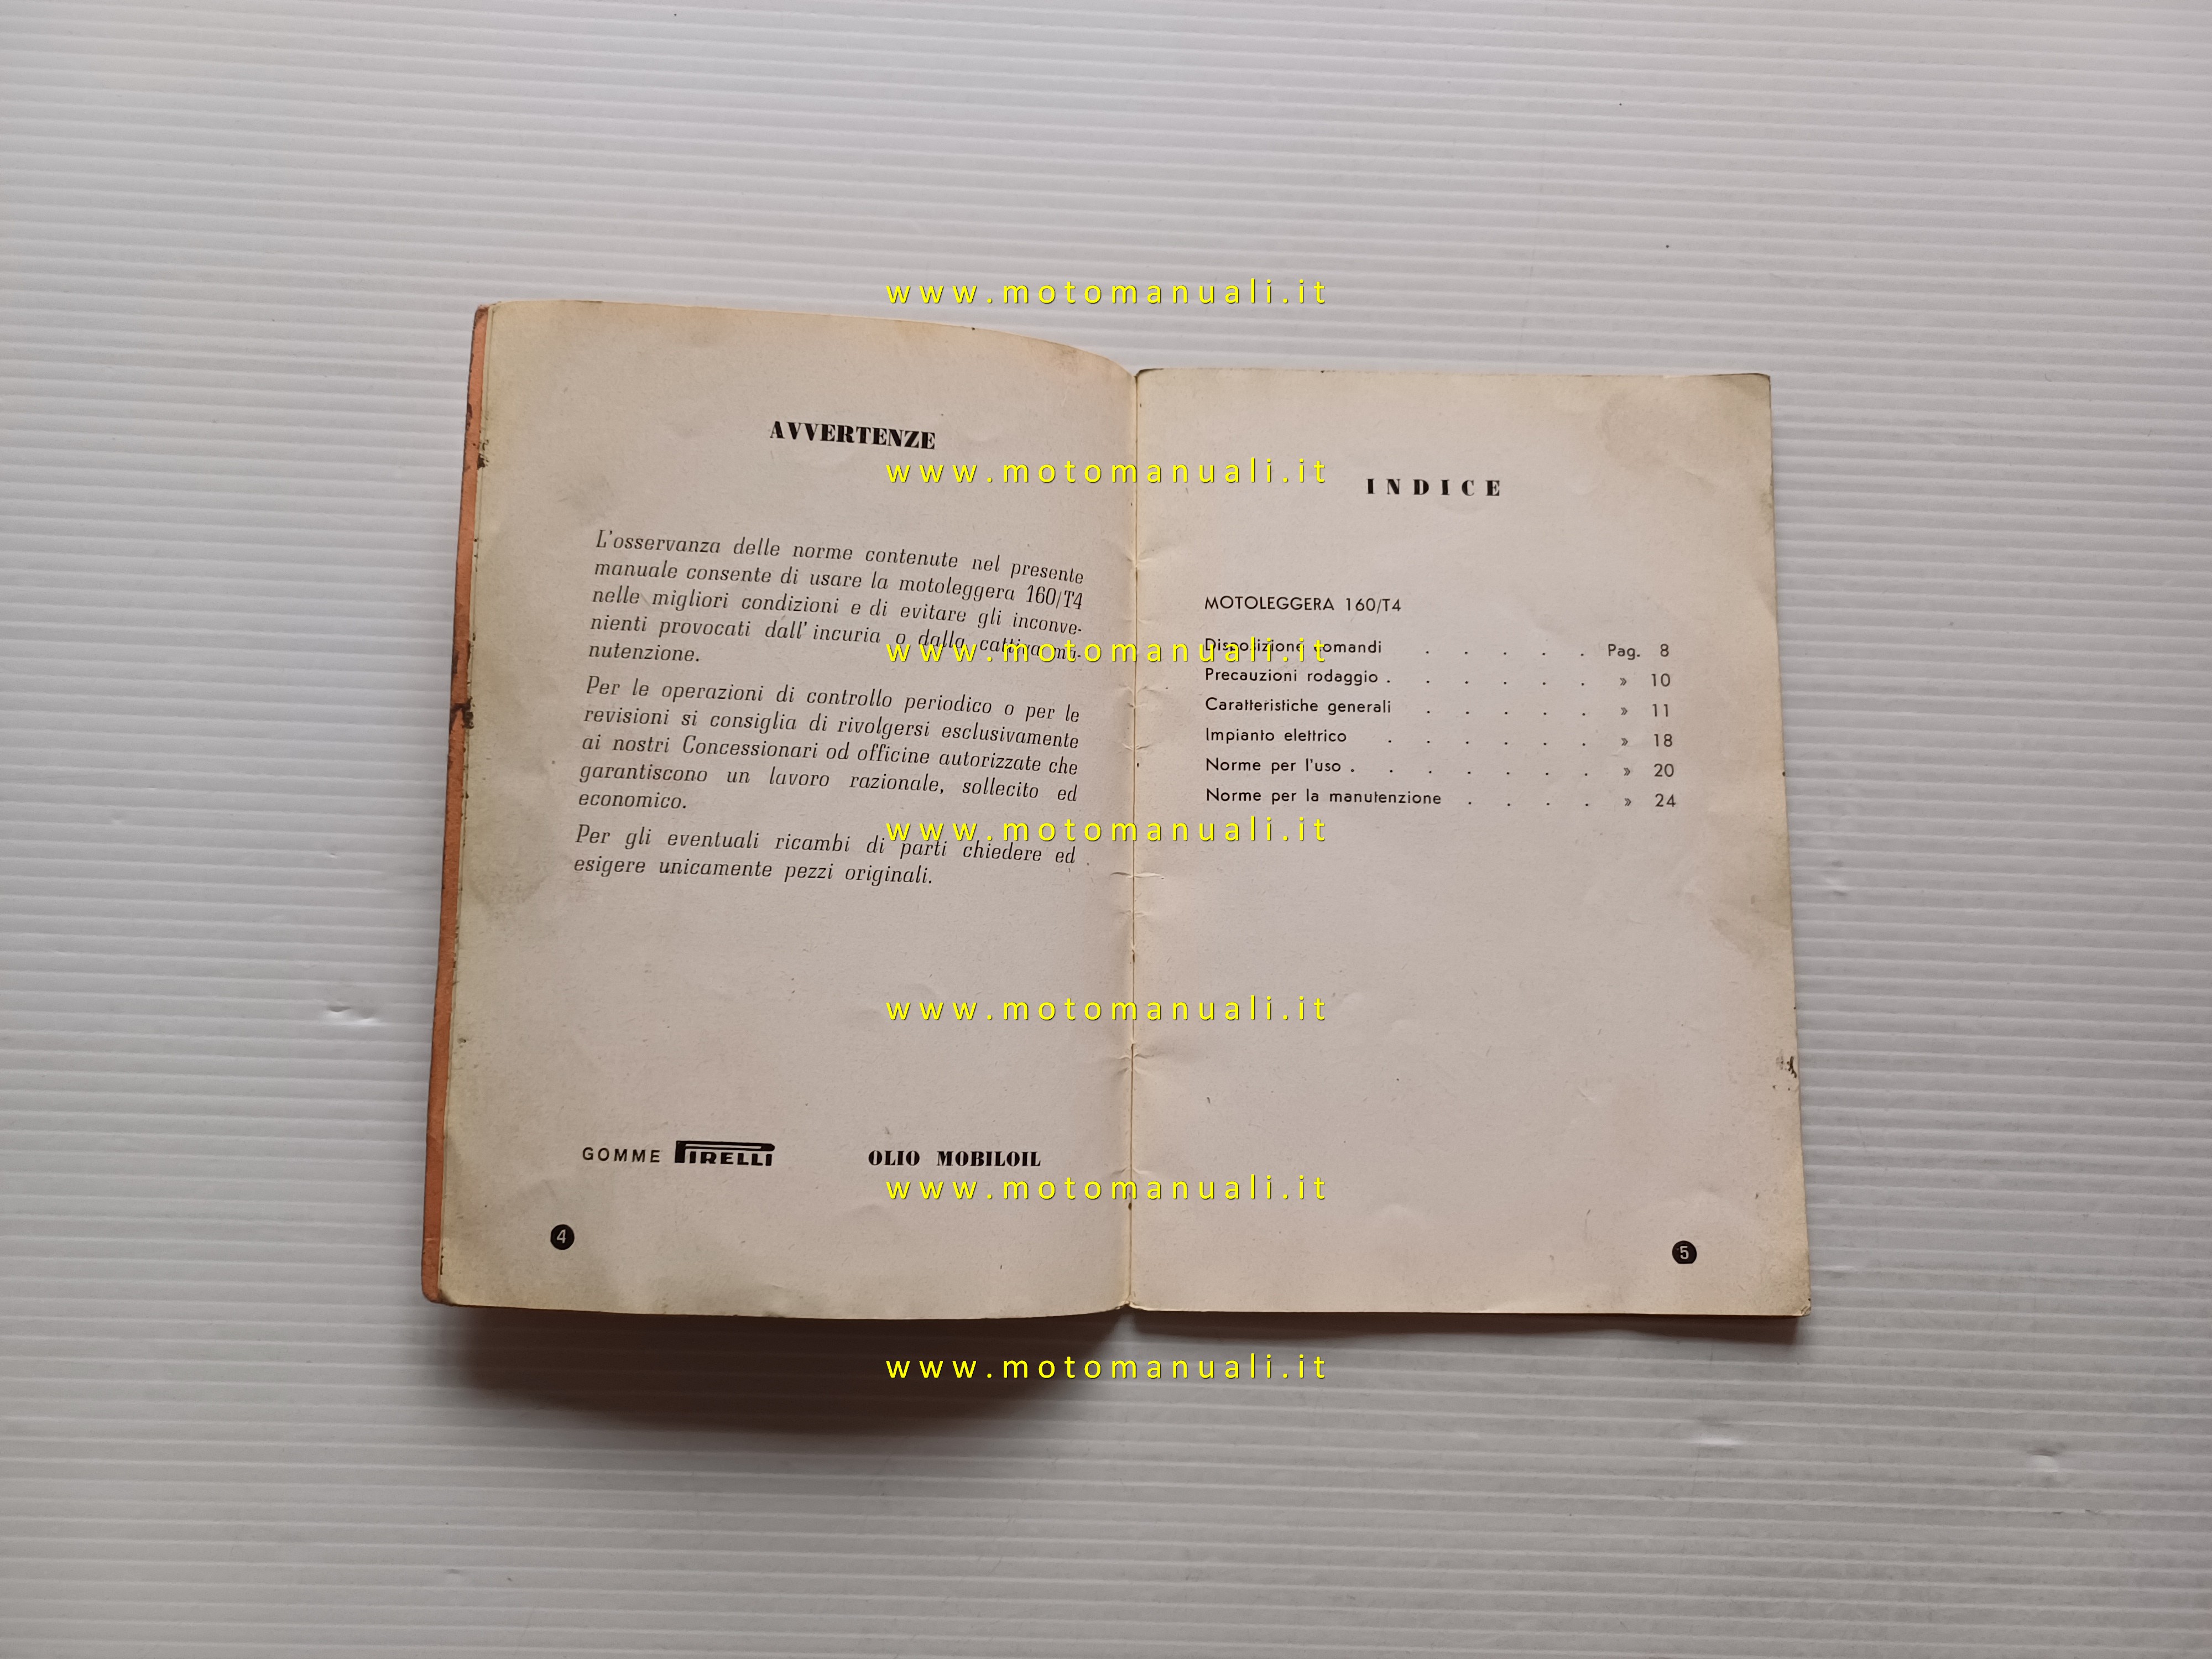 www.motomanuali.it
AVVERTENZE
www.motomanuali.it
L'osservanza delle norme contenute nel presente
manuale consente di usare la motoleggera 160/T4
nelle migliori condizioni e di evitare gli inconve-
nienti provocati dall'incuria o dalla cattiva ma-
www.motomanuali.it
nutenzione.
Per le operazioni di controllo periodico o per le
revisioni si consiglia di rivolgersi esclusivamente
ai nostri Concessionari od officine autorizzate che
garantiscono un lavoro razionale, sollecito ed
economico.
www.motomanuali.it
Per gli eventuali ricambi di parti chiedere ed
esigere unicamente pezzi originali.
www.motomanuali.it
GOMME PIRELLI OLIO MOBILOIL
www.motomanuali.it
4
INDICE
MOTOLEGGERA 160/T4
Disposizione comandi . . . . . Pag. 8
Precauzioni rodaggio . . . . . . » 10
Caratteristiche generali . . . . . » 11
Impianto elettrico . . . . . . » 18
Norme per l'uso . . . . . . . » 20
Norme per la manutenzione . . . . » 24
5
www.motomanuali.it